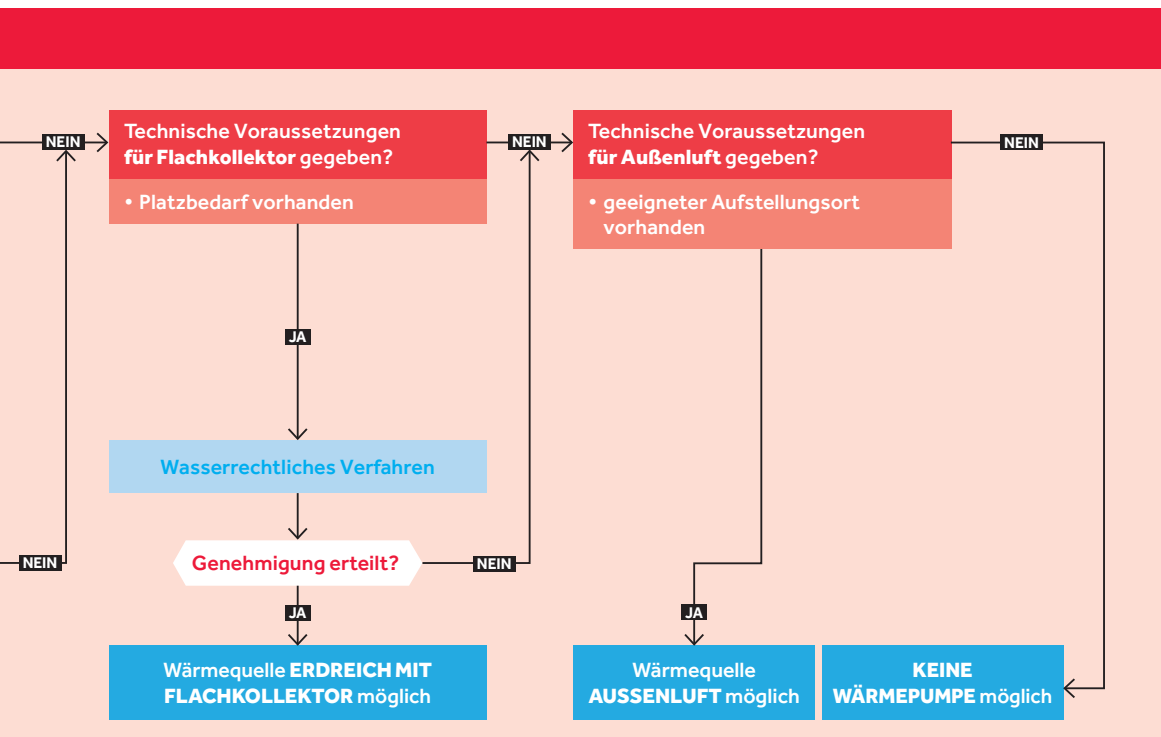 NEIN
Technische Voraussetzungen
für Flachkollektor gegeben?
• Platzbedarf vorhanden
NEIN
Technische Voraussetzungen
für Außenluft gegeben?
• geeigneter Aufstellungsort
vorhanden
NEIN
JA
Wasserrechtliches Verfahren
NEIN
Genehmigung erteilt?
NEIN
JA
JA
Wärmequelle ERDREICH MIT
FLACHKOLLEKTOR möglich
Wärmequelle
AUSSENLUFT möglich
KEINE
WÄRMEPUMPE möglich